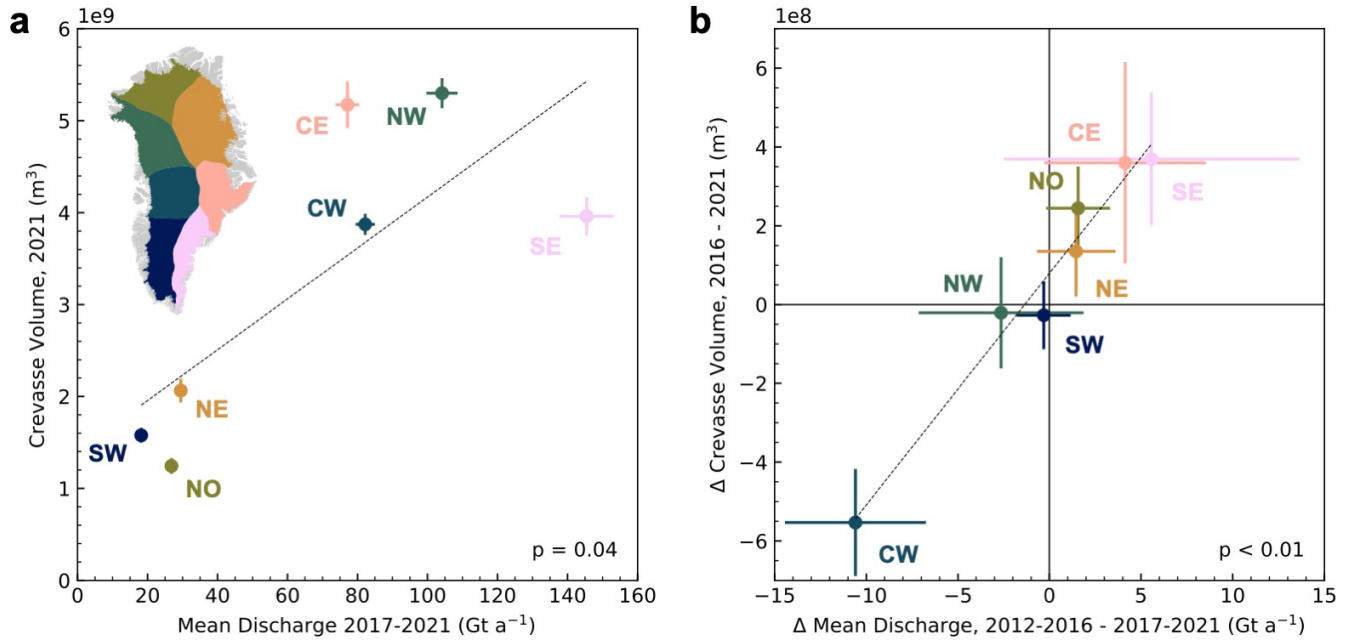 a
1e9
6
5
4
3
2
1
0
Crevasse Volume, 2021 (m³)
CE
NW
CW
SE
NE
SW
NO
p = 0.04
0 20 40 60 80 100 120 140 160
Mean Discharge 2017-2021 (Gt a⁻¹)
b
1e8
6
4
2
0
−2
−4
−6
Δ Crevasse Volume, 2016 - 2021 (m³)
CE
NO
SE
NE
NW
SW
CW
p < 0.01
−15 −10 −5 0 5 10 15
Δ Mean Discharge, 2012-2016 - 2017-2021 (Gt a⁻¹)